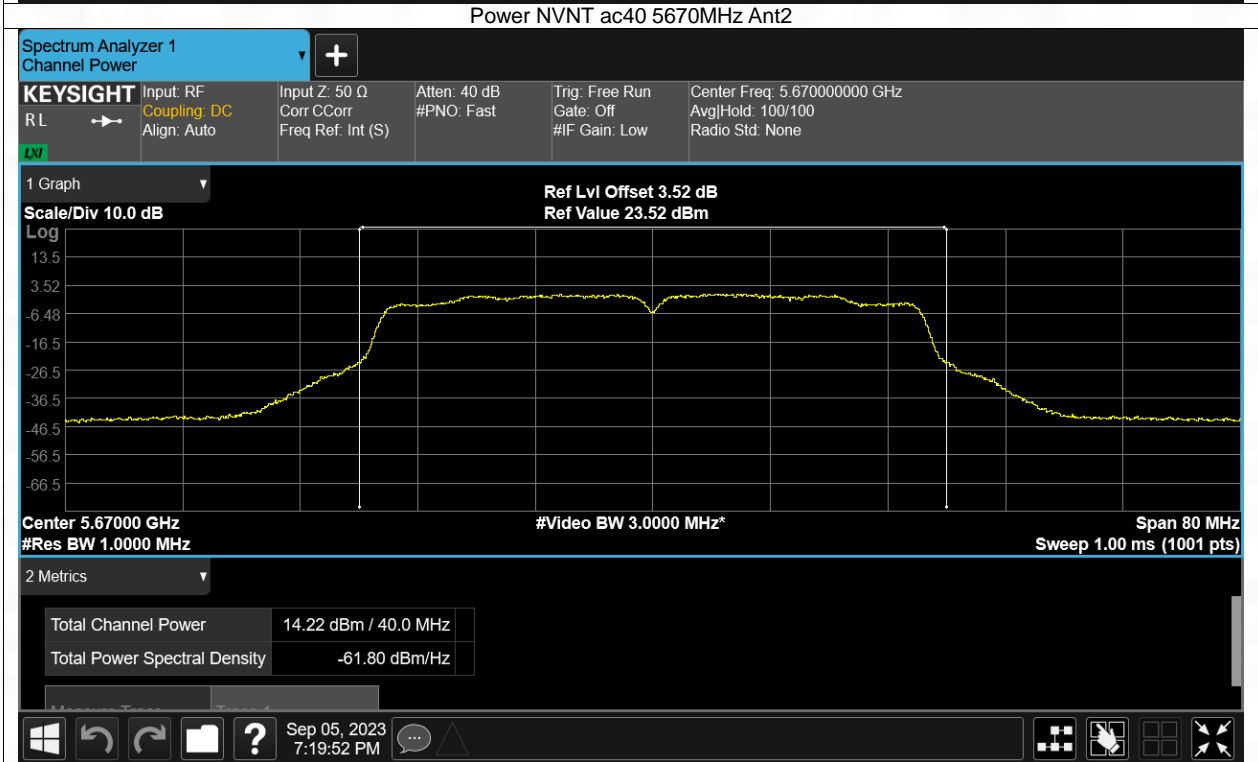 Power NVNT ac40 5670MHz Ant2
Spectrum Analyzer 1
Channel Power
KEYSIGHT
RL
LXI
Input: RF
Coupling: DC
Align: Auto
Input Z: 50 Ω
Corr CCorr
Freq Ref: Int (S)
Atten: 40 dB
#PNO: Fast
Trig: Free Run
Gate: Off
#IF Gain: Low
Center Freq: 5.670000000 GHz
Avg|Hold: 100/100
Radio Std: None
1 Graph
Scale/Div 10.0 dB
Ref Lvl Offset 3.52 dB
Ref Value 23.52 dBm
Log
13.5
3.52
-6.48
-16.5
-26.5
-36.5
-46.5
-56.5
-66.5
Center 5.67000 GHz
#Video BW 3.0000 MHz*
Span 80 MHz
#Res BW 1.0000 MHz
Sweep 1.00 ms (1001 pts)
2 Metrics
Total Channel Power 14.22 dBm / 40.0 MHz
Total Power Spectral Density -61.80 dBm/Hz
Sep 05, 2023
7:19:52 PM